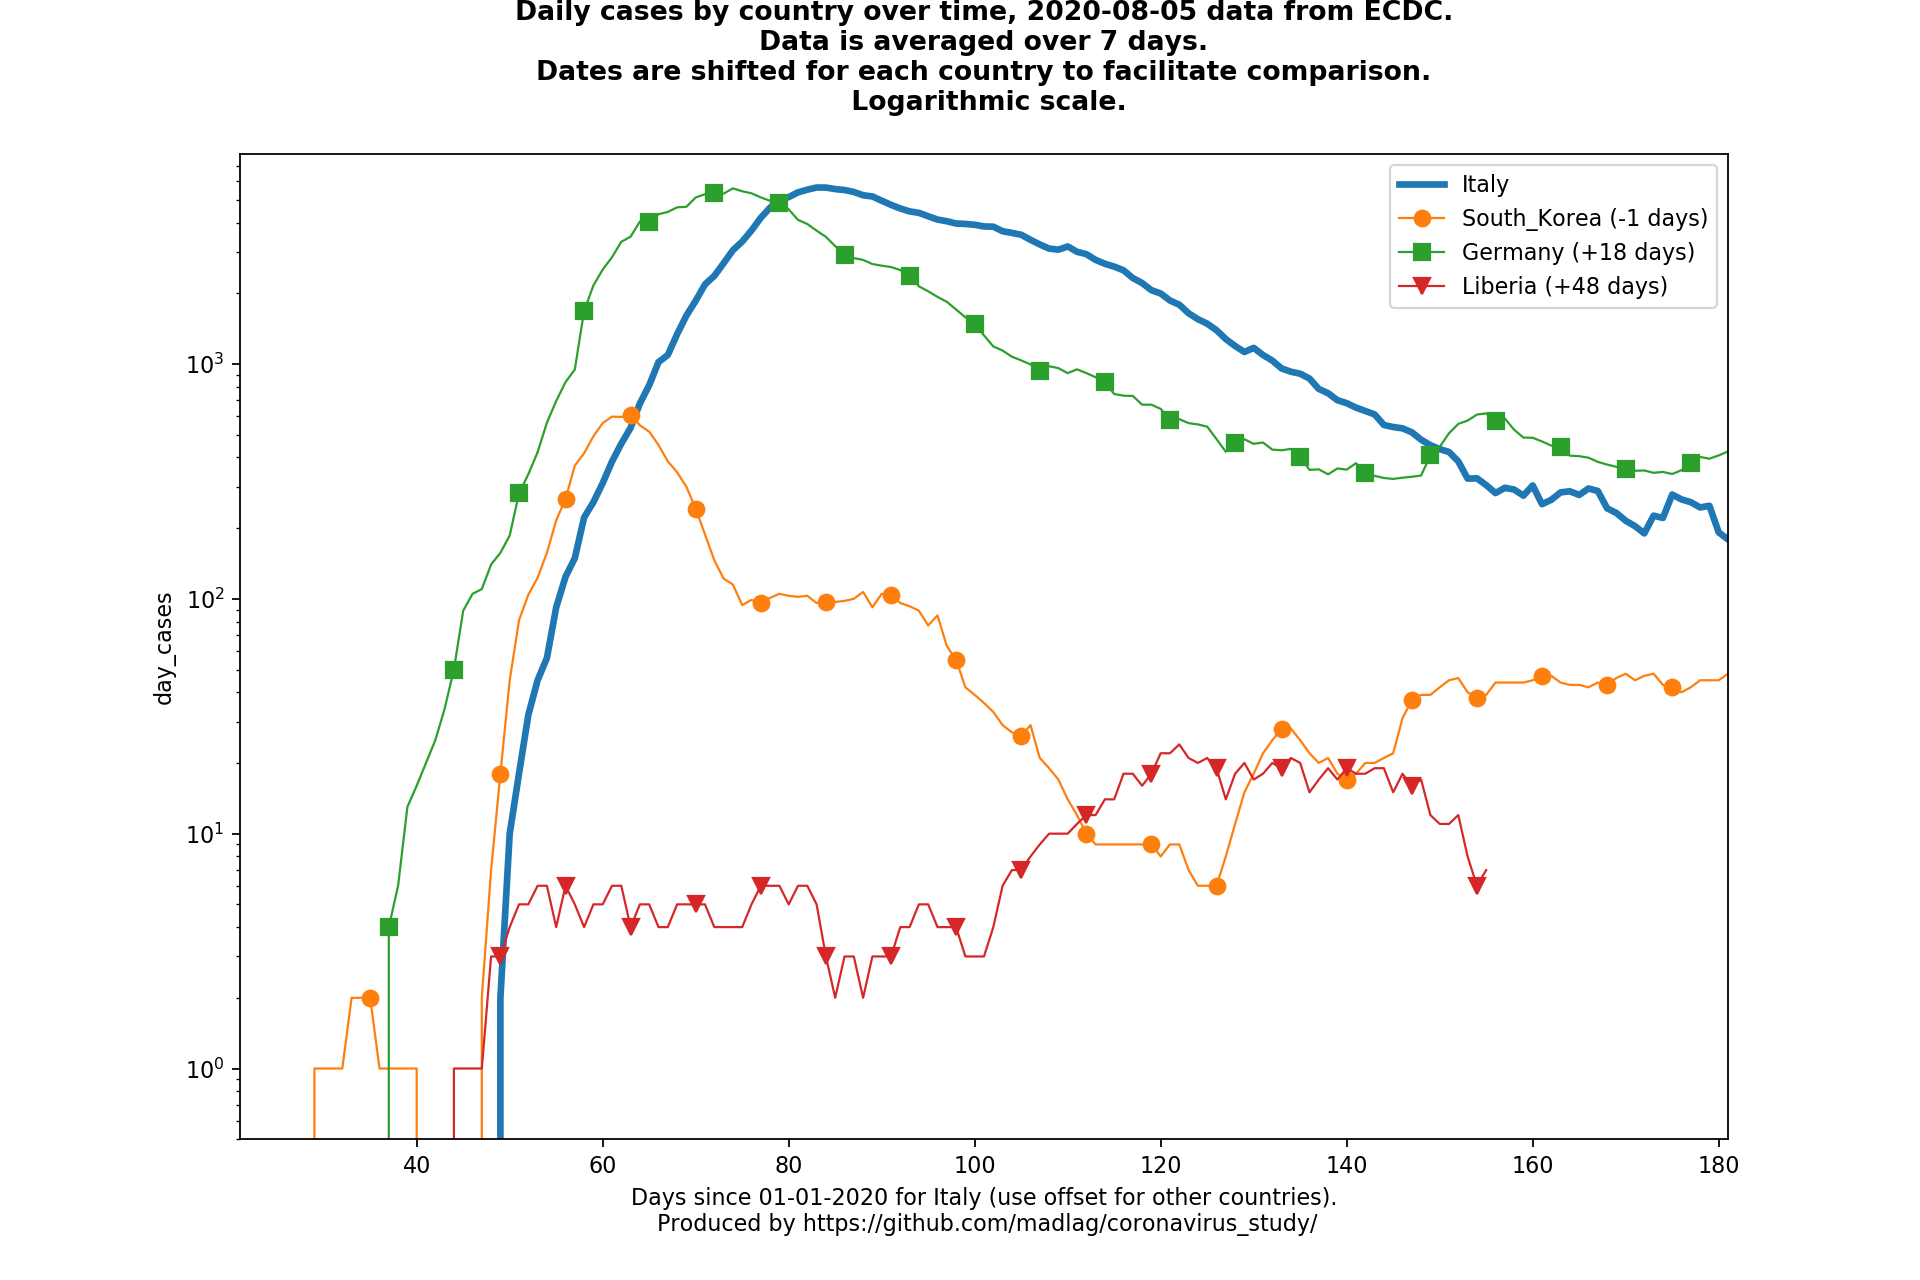 Daily cases by country over time, 2020-08-05 data from ECDC.
Data is averaged over 7 days.
Dates are shifted for each country to facilitate comparison.
Logarithmic scale.
Italy
South_Korea (-1 days)
Germany (+18 days)
Liberia (+48 days)
day_cases
10³
10²
10¹
10⁰
40 60 80 100 120 140 160 180
Days since 01-01-2020 for Italy (use offset for other countries).
Produced by https://github.com/madlag/coronavirus_study/